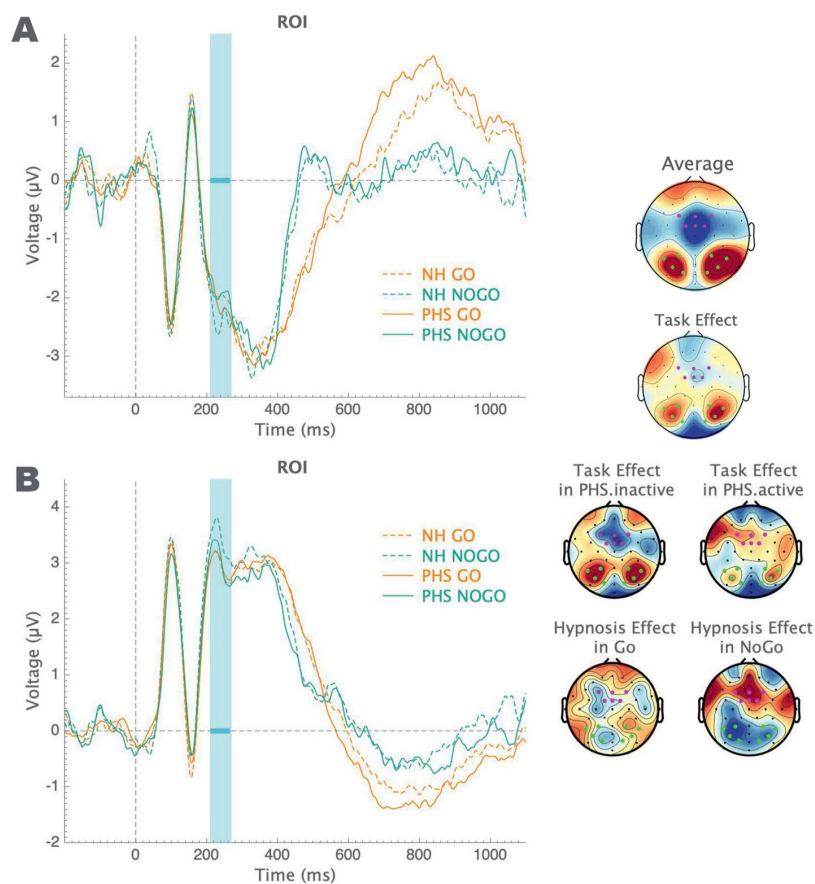 A
ROI
2
1
0
-1
-2
-3
Voltage (µV)
NH GO
NH NOGO
PHS GO
PHS NOGO
0
200
400
600
800
1000
Time (ms)
Average
Task Effect
B
ROI
4
3
2
1
0
-1
-2
Voltage (µV)
NH GO
NH NOGO
PHS GO
PHS NOGO
0
200
400
600
800
1000
Time (ms)
Task Effect
in PHS.inactive
Task Effect
in PHS.active
Hypnosis Effect
in Go
Hypnosis Effect
in NoGo